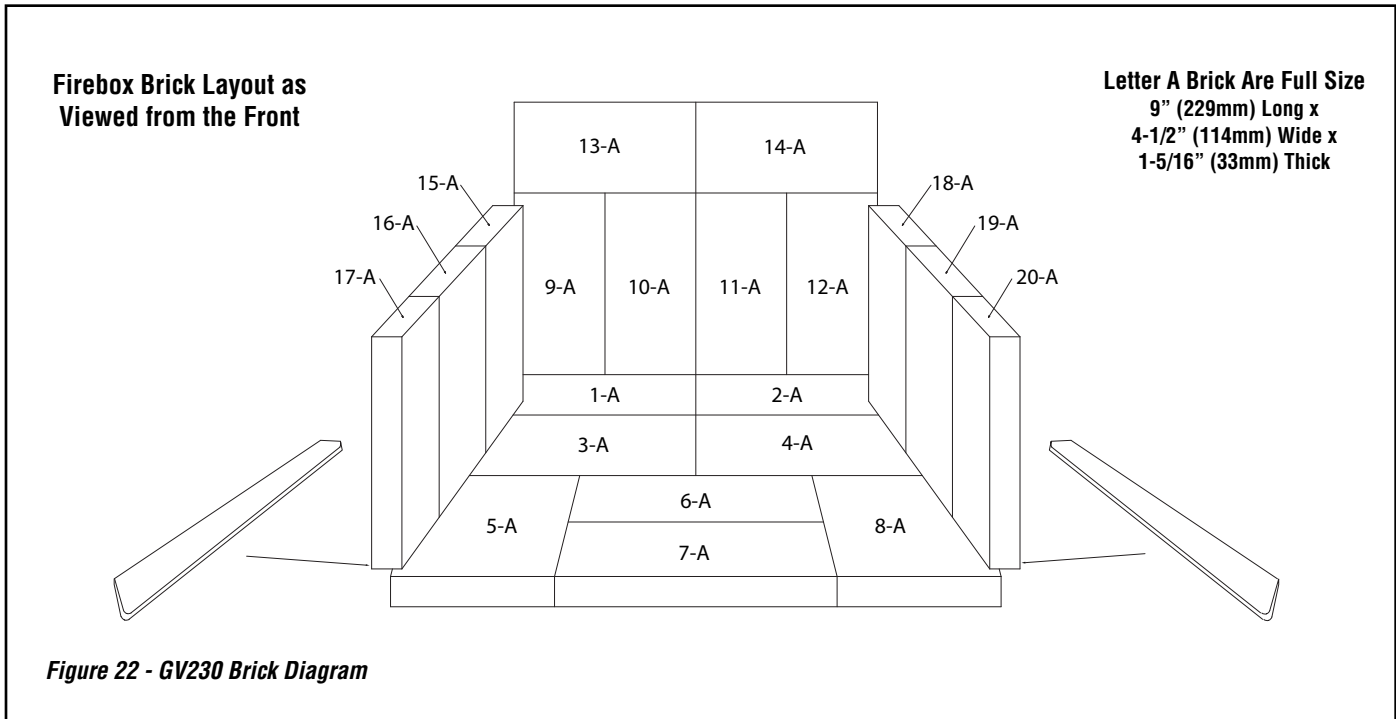 Firebox Brick Layout as
Viewed from the Front
Letter A Brick Are Full Size
9” (229mm) Long x
4-1/2” (114mm) Wide x
1-5/16” (33mm) Thick
13-A
14-A
15-A
16-A
17-A
18-A
19-A
20-A
9-A
10-A
11-A
12-A
1-A
2-A
3-A
4-A
5-A
6-A
7-A
8-A
Figure 22 - GV230 Brick Diagram